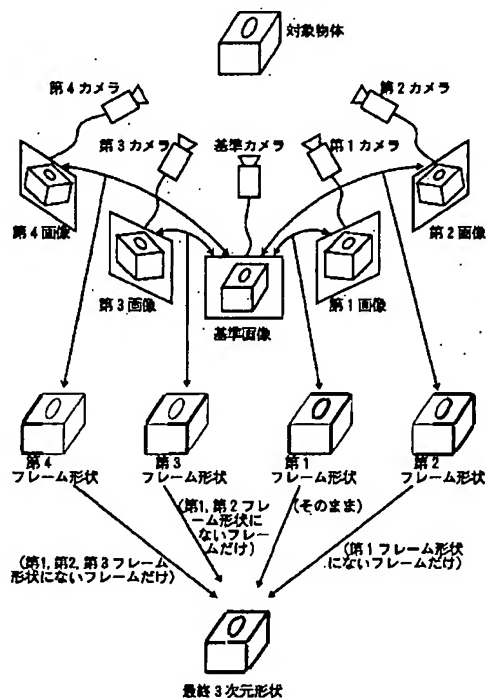 対象物体
第4カメラ
第2カメラ
第3カメラ
基準カメラ
第1カメラ
第4画像
第2画像
第3画像
第1画像
基準画像
第4
フレーム形状
第3
フレーム形状
第1
フレーム形状
第2
フレーム形状
(第1,第2フレ
ーム形状に
ないフレー
ムだけ)
(そのまま)
(第1,第2,第3フレーム
形状にないフレームだけ)
(第1フレーム形状
にないフレームだけ)
最終3次元形状